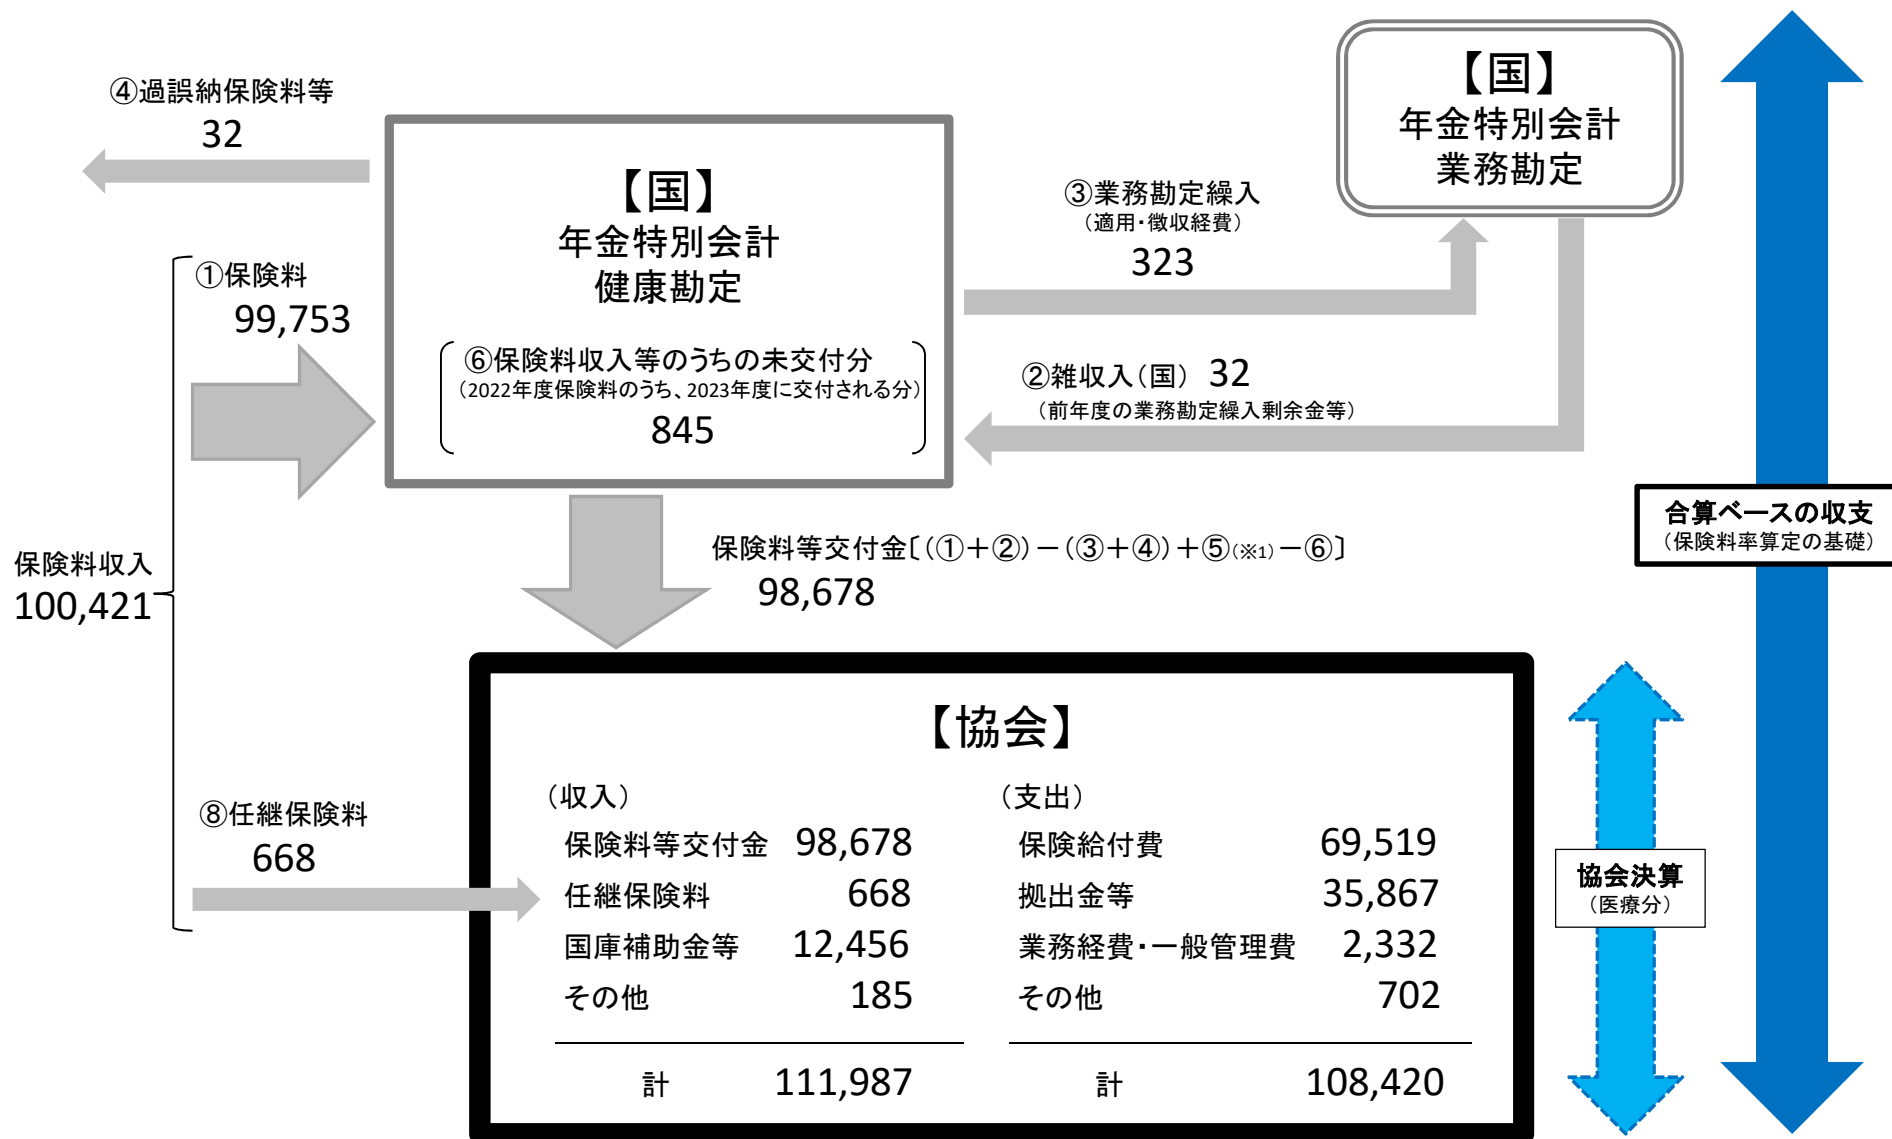 ④過誤納保険料等
32
【国】
年金特別会計
業務勘定
【国】
年金特別会計
健康勘定
③業務勘定繰入
（適用・徴収経費）
323
①保険料
99,753
⑥保険料収入等のうちの未交付分
（2022年度保険料のうち、2023年度に交付される分）
845
②雑収入（国） 32
（前年度の業務勘定繰入剰余金等）
合算ベースの収支
（保険料率算定の基礎）
保険料収入
100,421
保険料等交付金〔（①＋②）－（③＋④）＋⑤（※1）－⑥〕
98,678
【協会】
（収入） （支出）
保険料等交付金 98,678 保険給付費 69,519
任継保険料 668 拠出金等 35,867
国庫補助金等 12,456 業務経費・一般管理費 2,332
その他 185 その他 702
計 111,987 計 108,420
⑧任継保険料
668
協会決算
（医療分）